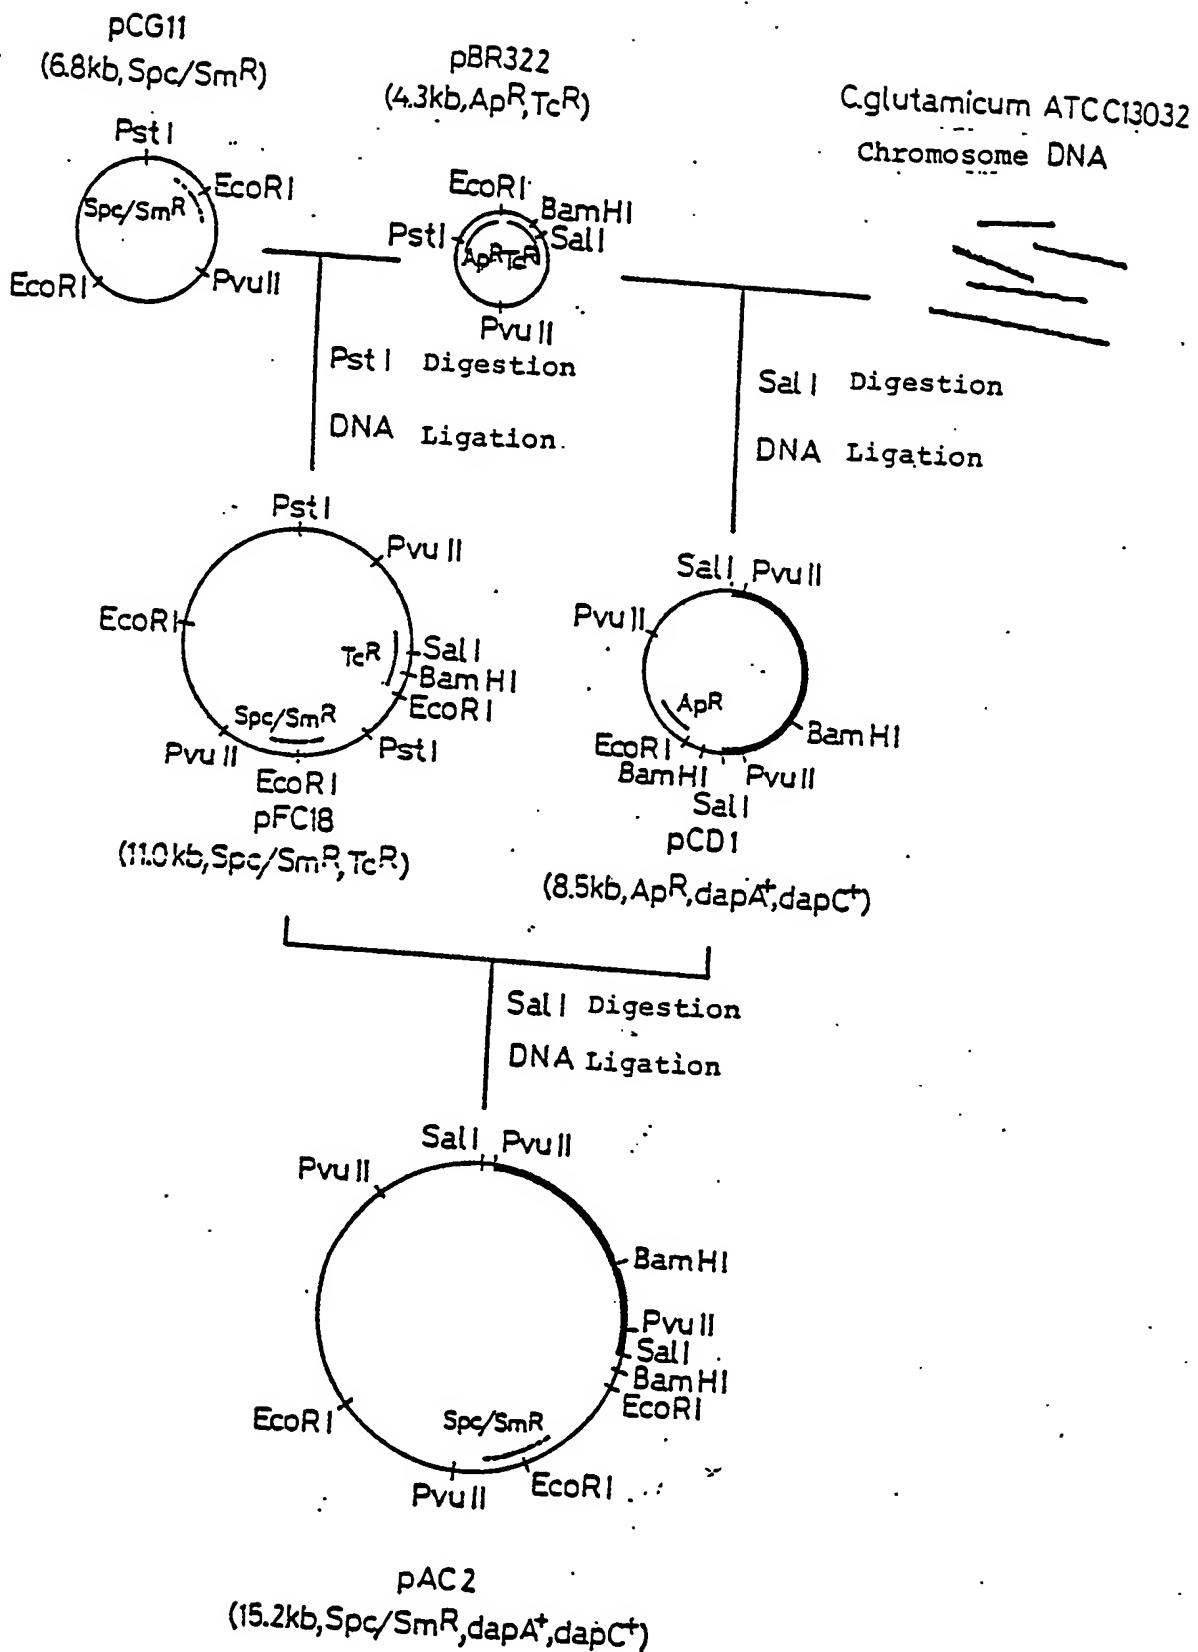 pCG11
(6.8kb, Spc/SmR)
PstI
EcoRI
Spc/SmR
EcoRI
PvuII
pBR322
(4.3kb, ApR, TcR)
EcoRI
BamHI
SalI
PstI
ApR TcR
PvuII
C.glutamicum ATCC13032
Chromosome DNA
PstI Digestion
DNA Ligation
SalI Digestion
DNA Ligation
PstI
PvuII
EcoRI
TcR
SalI
BamHI
EcoRI
Spc/SmR
PvuII
PstI
EcoRI
pFC18
(11.0kb, Spc/SmR, TcR)
SalI PvuII
PvuII
ApR
BamHI
EcoRI
BamHI
PvuII
SalI
pCD1
(8.5kb, ApR, dapA+, dapC+)
SalI Digestion
DNA Ligation
SalI PvuII
PvuII
BamHI
PvuII
SalI
BamHI
EcoRI
EcoRI
Spc/SmR
PvuII
EcoRI
pAC2
(15.2kb, Spc/SmR, dapA+, dapC+)